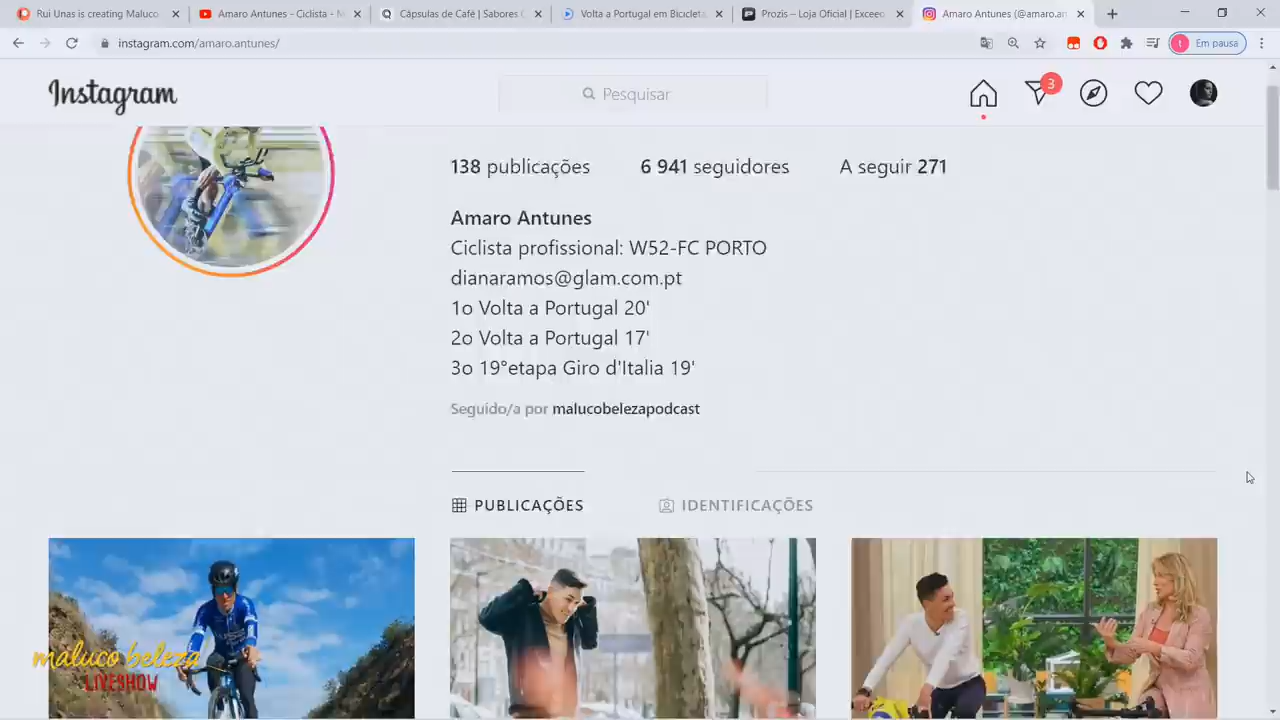 Rui Unas is creating Maluco
Amaro Antunes - Ciclista - M
Cápsulas de Café | Sabores C
Volta a Portugal em Bicicleta
Prozis – Loja Oficial | Exceed
Amaro Antunes (@amaro.an
instagram.com/amaro.antunes/
t
Em pausa
Instagram
Pesquisar
3
138 publicações 6 941 seguidores A seguir 271
Amaro Antunes
Ciclista profissional: W52-FC PORTO
dianaramos@glam.com.pt
1o Volta a Portugal 20'
2o Volta a Portugal 17'
3o 19°etapa Giro d'Italia 19'
Seguido/a por malucobelezapodcast
PUBLICAÇÕES IDENTIFICAÇÕES
maluco beleza
LIVESHOW